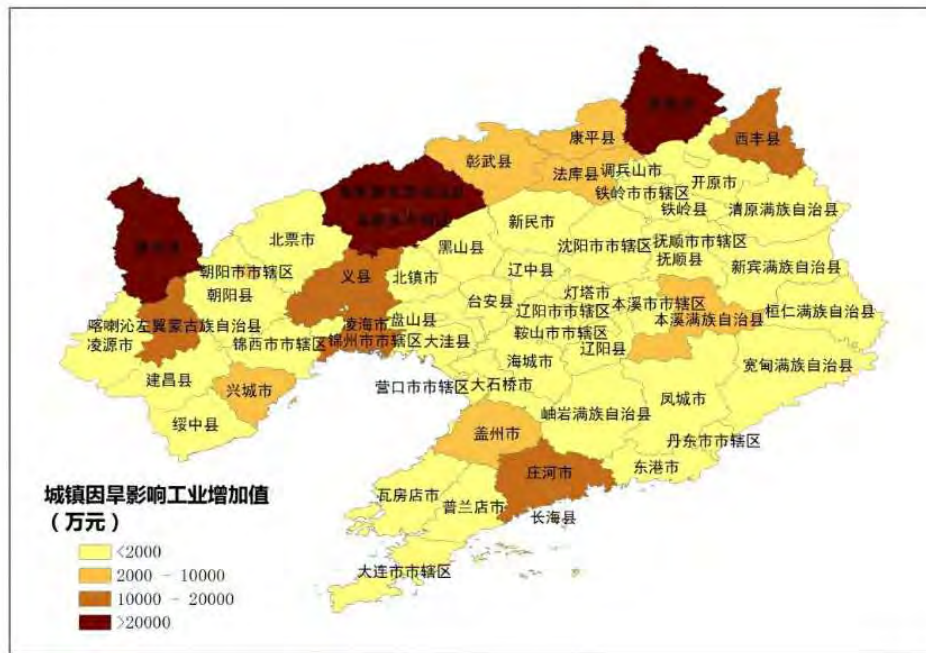 康平县
西丰县
彰武县
法库县
调兵山市
开原市
铁岭市市辖区
铁岭县
清原满族自治县
新民市
北票市
黑山县
沈阳市市辖区
抚顺市市辖区
抚顺县
新宾满族自治县
朝阳市市辖区
义县
北镇市
辽中县
朝阳县
灯塔市
台安县
本溪市市辖区
桓仁满族自治县
辽阳市市辖区
本溪满族自治县
喀喇沁左翼蒙古族自治县
凌海市
盘山县
凌源市
锦西市市辖区
锦州市市辖区
大洼县
鞍山市市辖区
辽阳县
海城市
宽甸满族自治县
建昌县
兴城市
营口市市辖区
大石桥市
凤城市
岫岩满族自治县
绥中县
盖州市
丹东市市辖区
庄河市
东港市
瓦房店市
普兰店市
长海县
大连市市辖区
城镇因旱影响工业增加值
（万元）
<2000
2000 - 10000
10000 - 20000
>20000